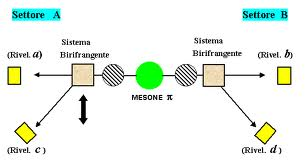 Settore A
Settore B
Sistema
Birifrangente
Sistema
Birifrangente
(Rivel. a)
(Rivel. b)
MESONE π
(Rivel. c)
(Rivel. d)